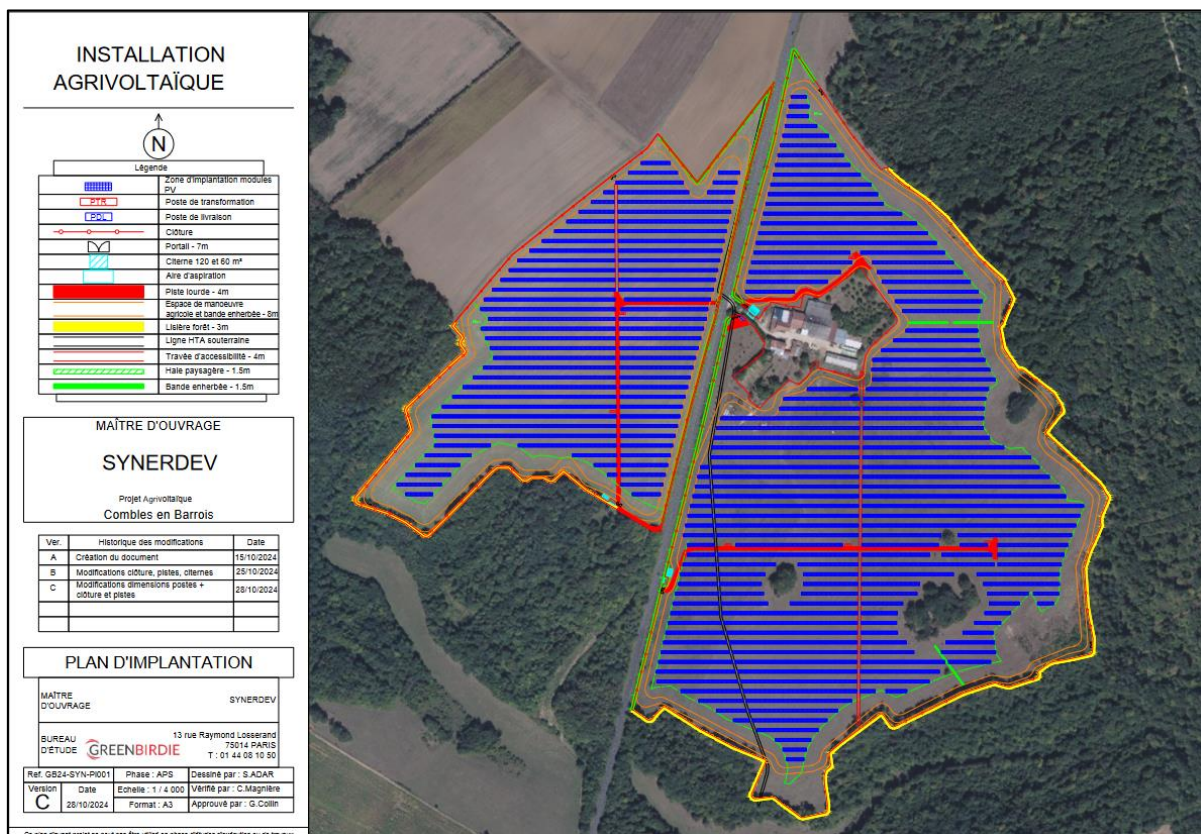 INSTALLATION
AGRIVOLTAÏQUE
N
Légende
Zone d'implantation modules
PV
PTR
Poste de transformation
PDL
Poste de livraison
Clôture
Portail - 7m
Citerne 120 et 60 m³
Aire d'aspiration
Piste lourde - 4m
Espace de manoeuvre
agricole et bande enherbée - 8m
Lisière forêt - 3m
Ligne HTA souterraine
Travée d'accessibilité - 4m
Haie paysagère - 1.5m
Bande enherbée - 1.5m
MAÎTRE D'OUVRAGE
SYNERDEV
Projet Agrivoltaïque
Combles en Barrois
Ver. Historique des modifications Date
A Création du document 15/10/2024
B Modifications clôture, pistes, citernes 25/10/2024
C Modifications dimensions postes +
clôture et pistes 28/10/2024
PLAN D'IMPLANTATION
MAÎTRE
D'OUVRAGE SYNERDEV
BUREAU
D'ÉTUDE GREENBIRDIE
13 rue Raymond Losserand
75014 PARIS
T : 01 44 08 10 50
Ref. GB24-SYN-PI001 Phase : APS Dessiné par : S.ADAR
Version Date Echelle : 1 / 4 000 Vérifié par : C.Magnière
C 28/10/2024 Format : A3 Approuvé par : G.Collin